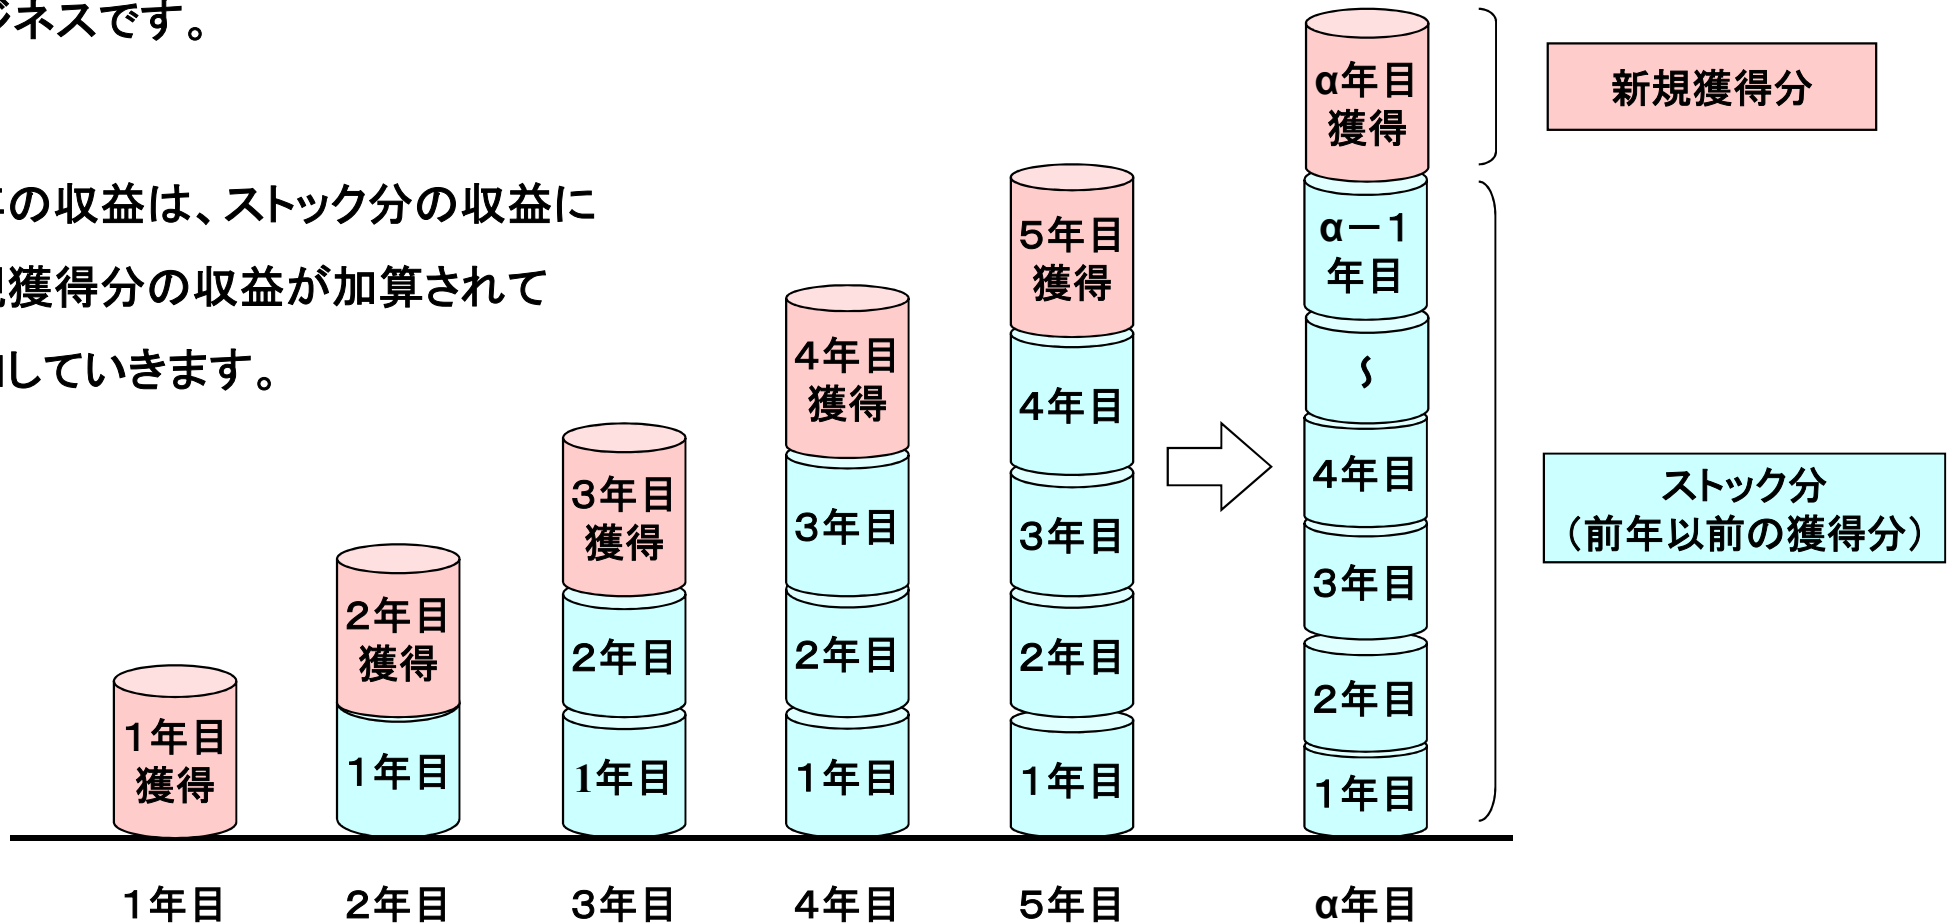 ジネスです。
年の収益は、ストック分の収益に
規獲得分の収益が加算されて
加していきます。
1年目
獲得
2年目
獲得
1年目
3年目
獲得
2年目
1年目
4年目
獲得
3年目
2年目
1年目
5年目
獲得
4年目
3年目
2年目
1年目
α年目
獲得
α－1
年目
～
4年目
3年目
2年目
1年目
新規獲得分
ストック分
（前年以前の獲得分）
1年目
2年目
3年目
4年目
5年目
α年目